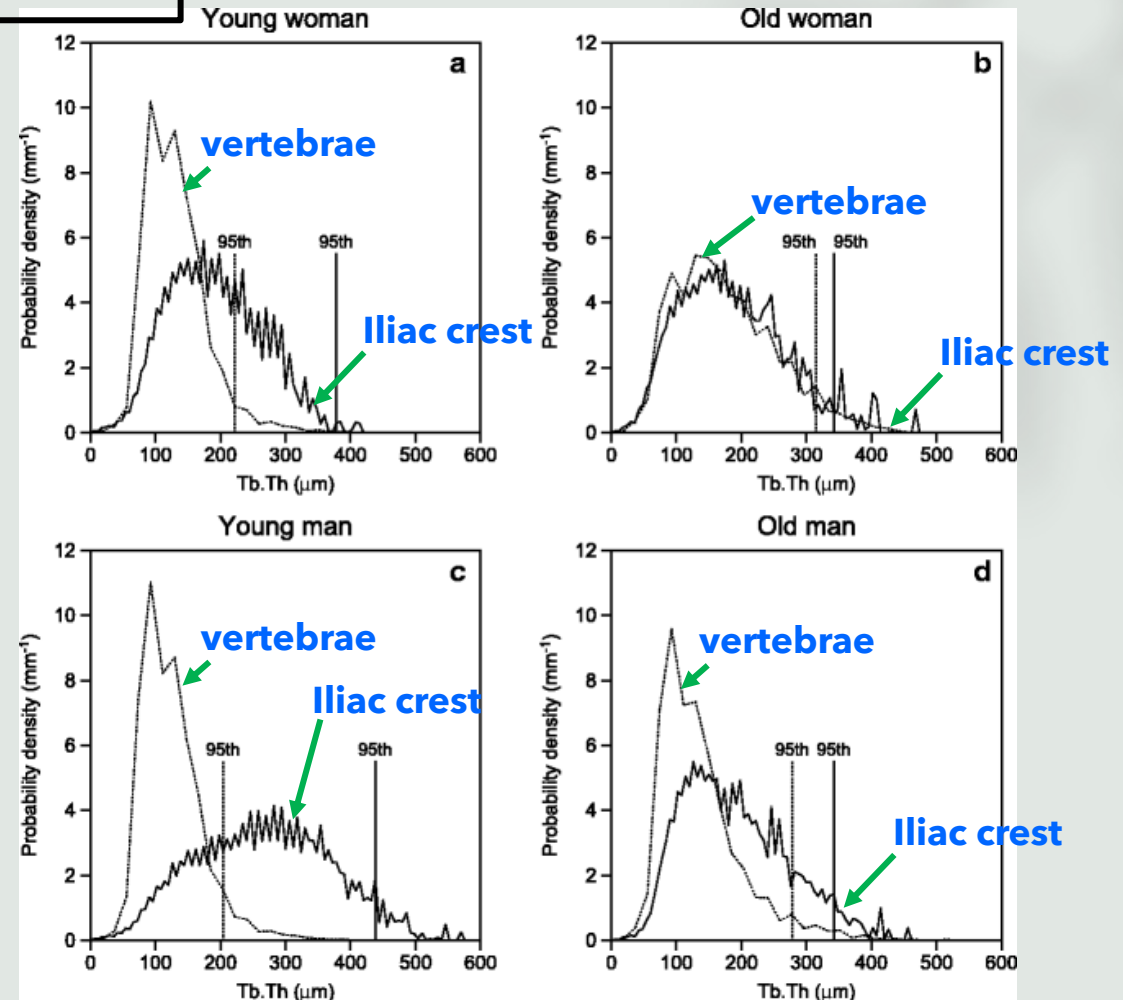 Young woman
a
12
10
8
6
4
2
0
Probability density (mm⁻¹)
vertebrae
95th
95th
Iliac crest
0 100 200 300 400 500 600
Tb.Th (μm)
Old woman
b
12
10
8
6
4
2
0
Probability density (mm⁻¹)
vertebrae
95th 95th
Iliac crest
0 100 200 300 400 500 600
Tb.Th (μm)
Young man
c
12
10
8
6
4
2
0
Probability density (mm⁻¹)
vertebrae
Iliac crest
95th
95th
0 100 200 300 400 500 600
Tb.Th (μm)
Old man
d
12
10
8
6
4
2
0
Probability density (mm⁻¹)
vertebrae
95th 95th
Iliac crest
0 100 200 300 400 500 600
Tb.Th (μm)